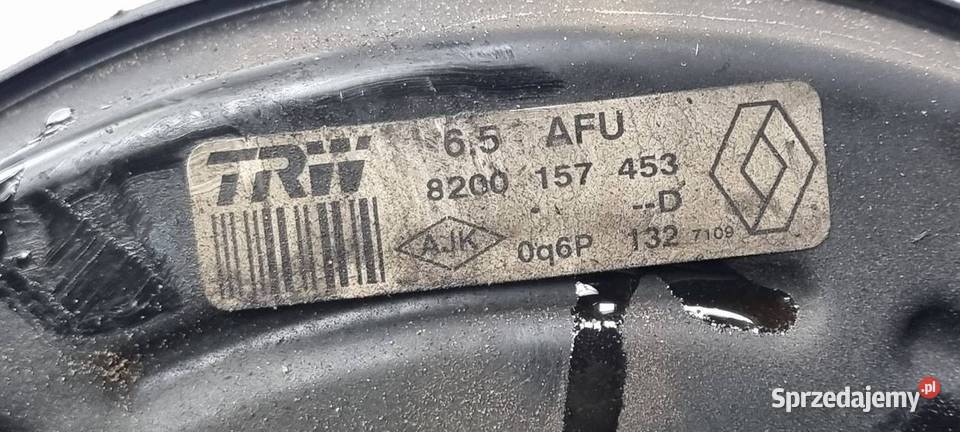 TRW
6.5 AFU
8200 157 453
--D
AJK 0q6P 132 7109
Sprzedajemy.pl